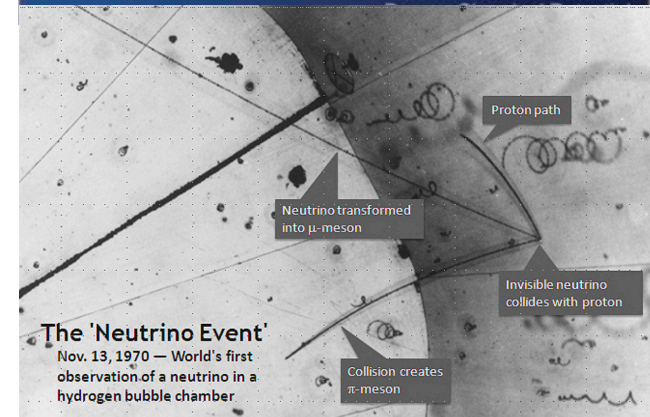 Proton path
Neutrino transformed
into μ-meson
Invisible neutrino
collides with proton
The 'Neutrino Event'
Nov. 13, 1970 — World's first
observation of a neutrino in a
hydrogen bubble chamber
Collision creates
π-meson